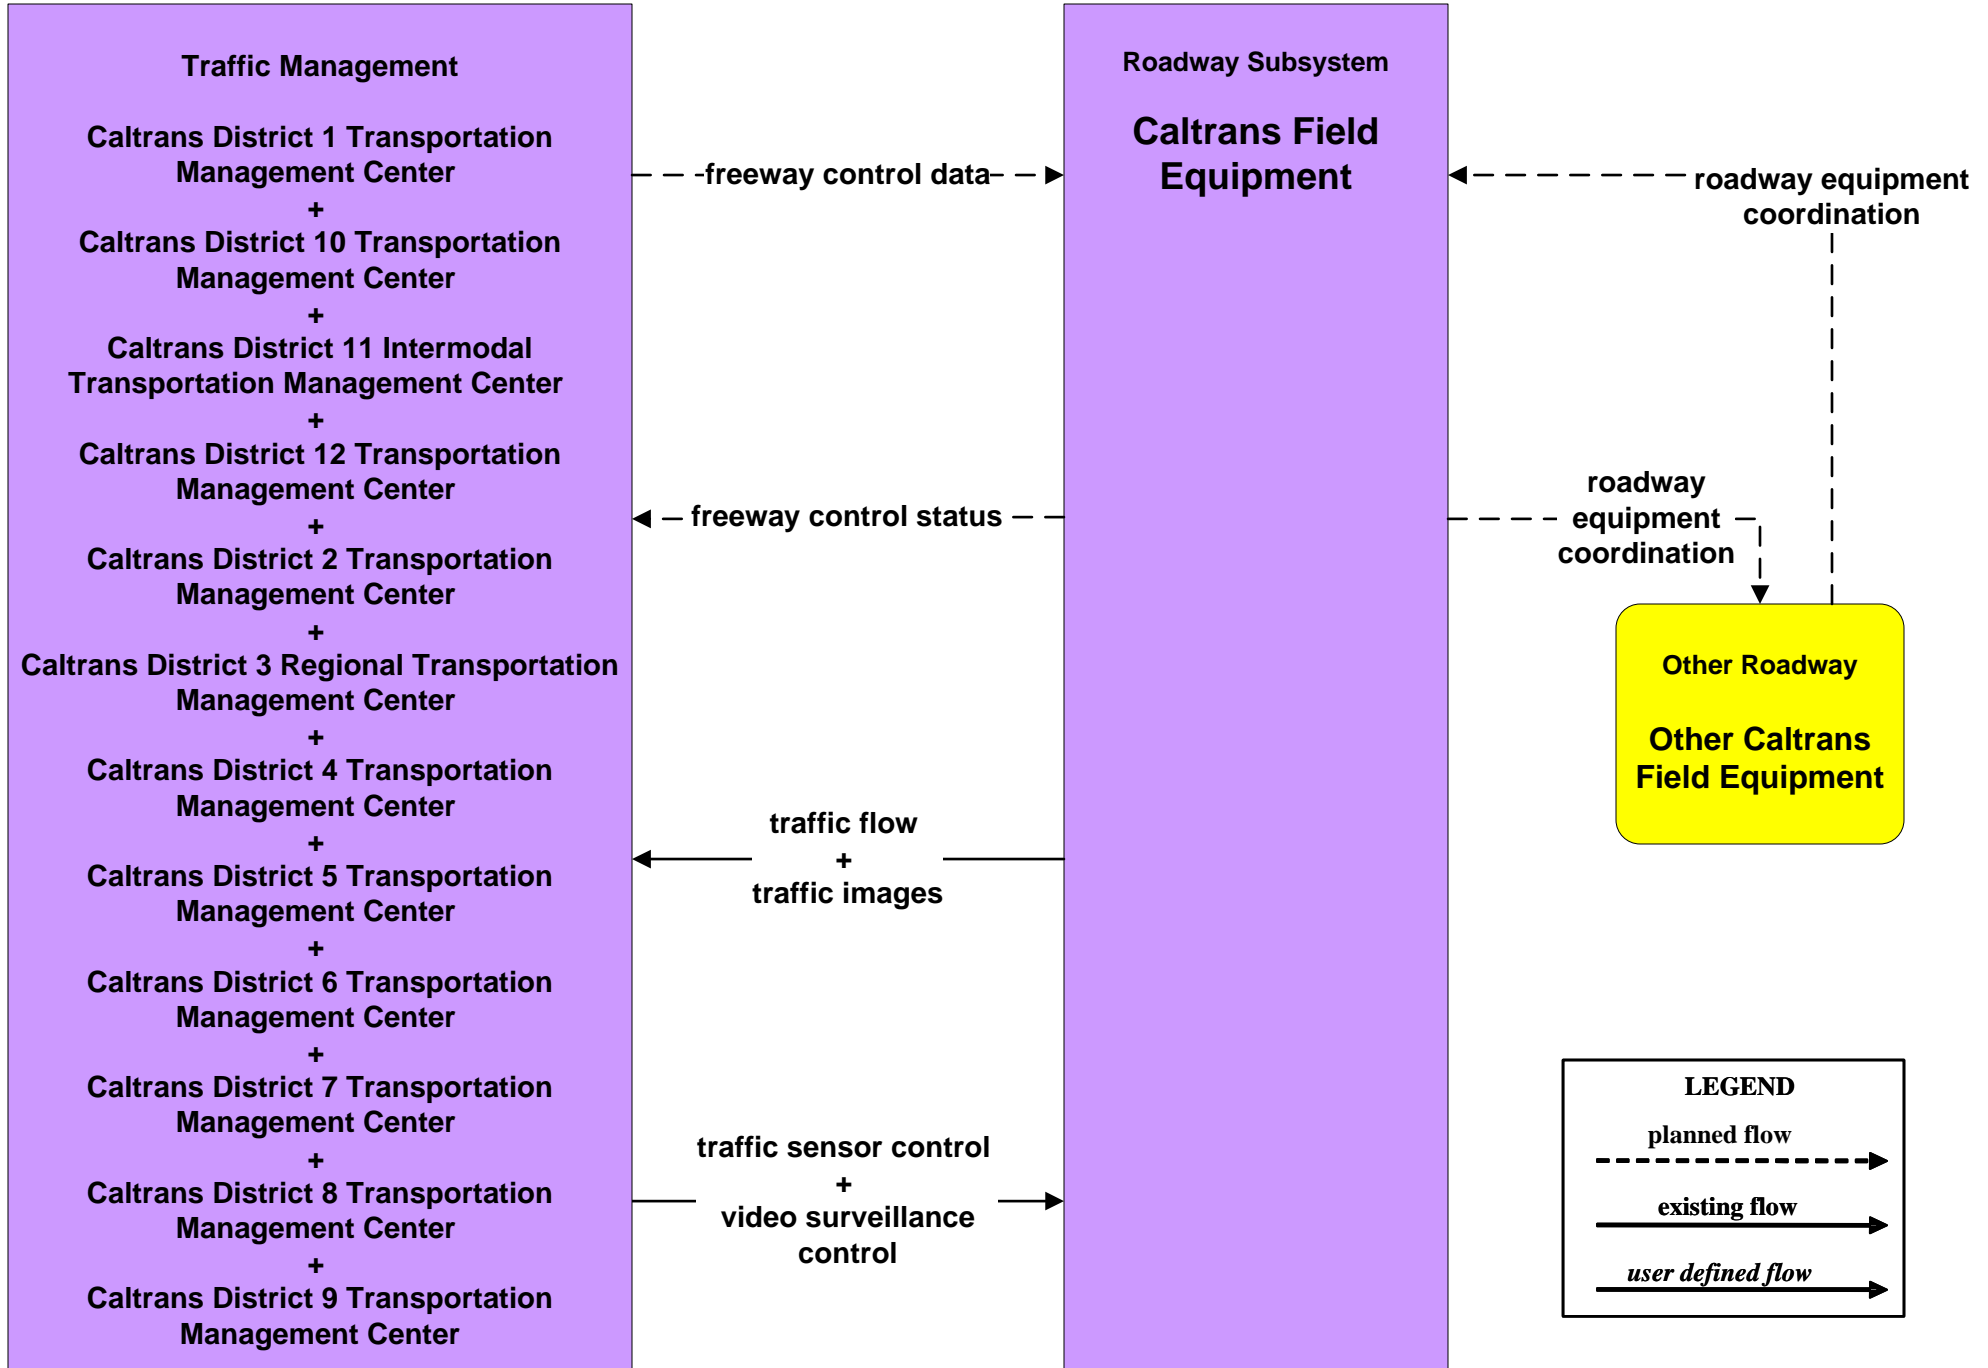 Traffic Management
Caltrans District 1 Transportation
Management Center
+
Caltrans District 10 Transportation
Management Center
+
Caltrans District 11 Intermodal
Transportation Management Center
+
Caltrans District 12 Transportation
Management Center
+
Caltrans District 2 Transportation
Management Center
+
Caltrans District 3 Regional Transportation
Management Center
+
Caltrans District 4 Transportation
Management Center
+
Caltrans District 5 Transportation
Management Center
+
Caltrans District 6 Transportation
Management Center
+
Caltrans District 7 Transportation
Management Center
+
Caltrans District 8 Transportation
Management Center
+
Caltrans District 9 Transportation
Management Center
freeway control data
freeway control status
traffic flow
+
traffic images
traffic sensor control
+
video surveillance
control
Roadway Subsystem
Caltrans Field
Equipment
roadway equipment
coordination
roadway
equipment
coordination
Other Roadway
Other Caltrans
Field Equipment
LEGEND
planned flow
existing flow
user defined flow